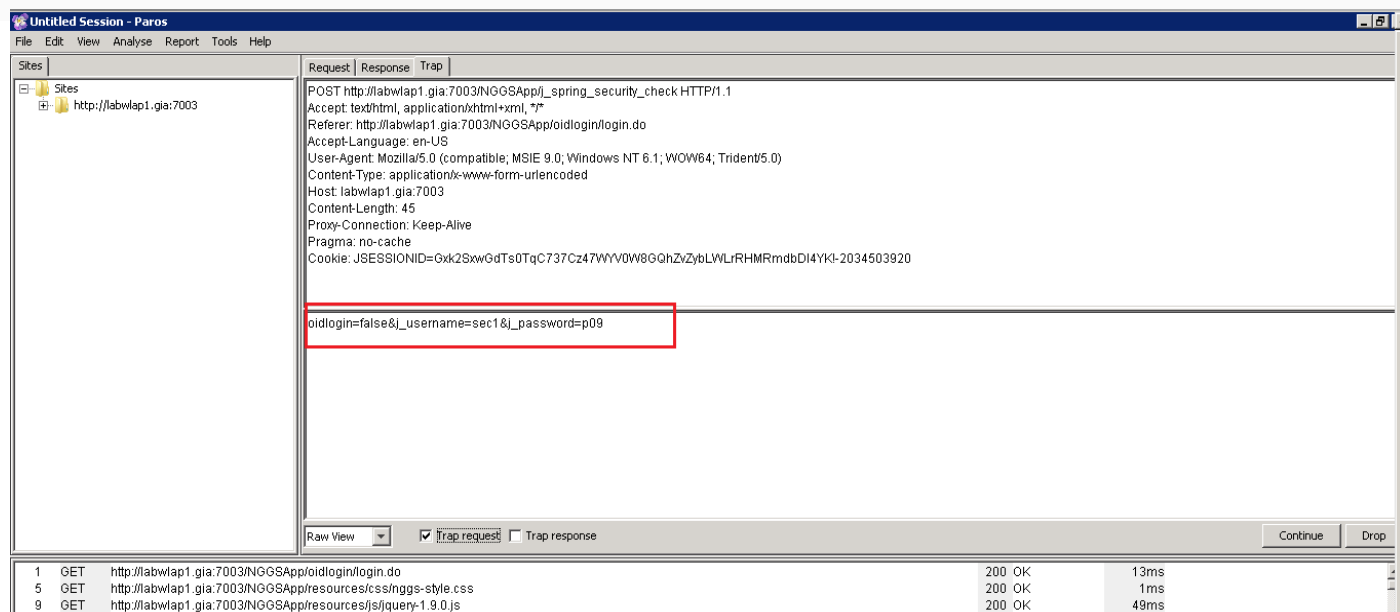 Untitled Session - Paros
File Edit View Analyse Report Tools Help
Sites
Request Response Trap
Sites
http://labwlap1.gia:7003
POST http://labwlap1.gia:7003/NGGSApp/j_spring_security_check HTTP/1.1
Accept: text/html, application/xhtml+xml, */*
Referer: http://labwlap1.gia:7003/NGGSApp/oidlogin/login.do
Accept-Language: en-US
User-Agent: Mozilla/5.0 (compatible; MSIE 9.0; Windows NT 6.1; WOW64; Trident/5.0)
Content-Type: application/x-www-form-urlencoded
Host: labwlap1.gia:7003
Content-Length: 45
Proxy-Connection: Keep-Alive
Pragma: no-cache
Cookie: JSESSIONID=Gxk2SxwGdTs0TqC737Cz47WYV0W8GQhZvZybLWLrRHMRmdbDI4YK!-2034503920
oidlogin=false&j_username=sec1&j_password=p09
Raw View Trap request Trap response Continue Drop
1 GET http://labwlap1.gia:7003/NGGSApp/oidlogin/login.do 200 OK 13ms
5 GET http://labwlap1.gia:7003/NGGSApp/resources/css/nggs-style.css 200 OK 1ms
9 GET http://labwlap1.gia:7003/NGGSApp/resources/js/jquery-1.9.0.js 200 OK 49ms